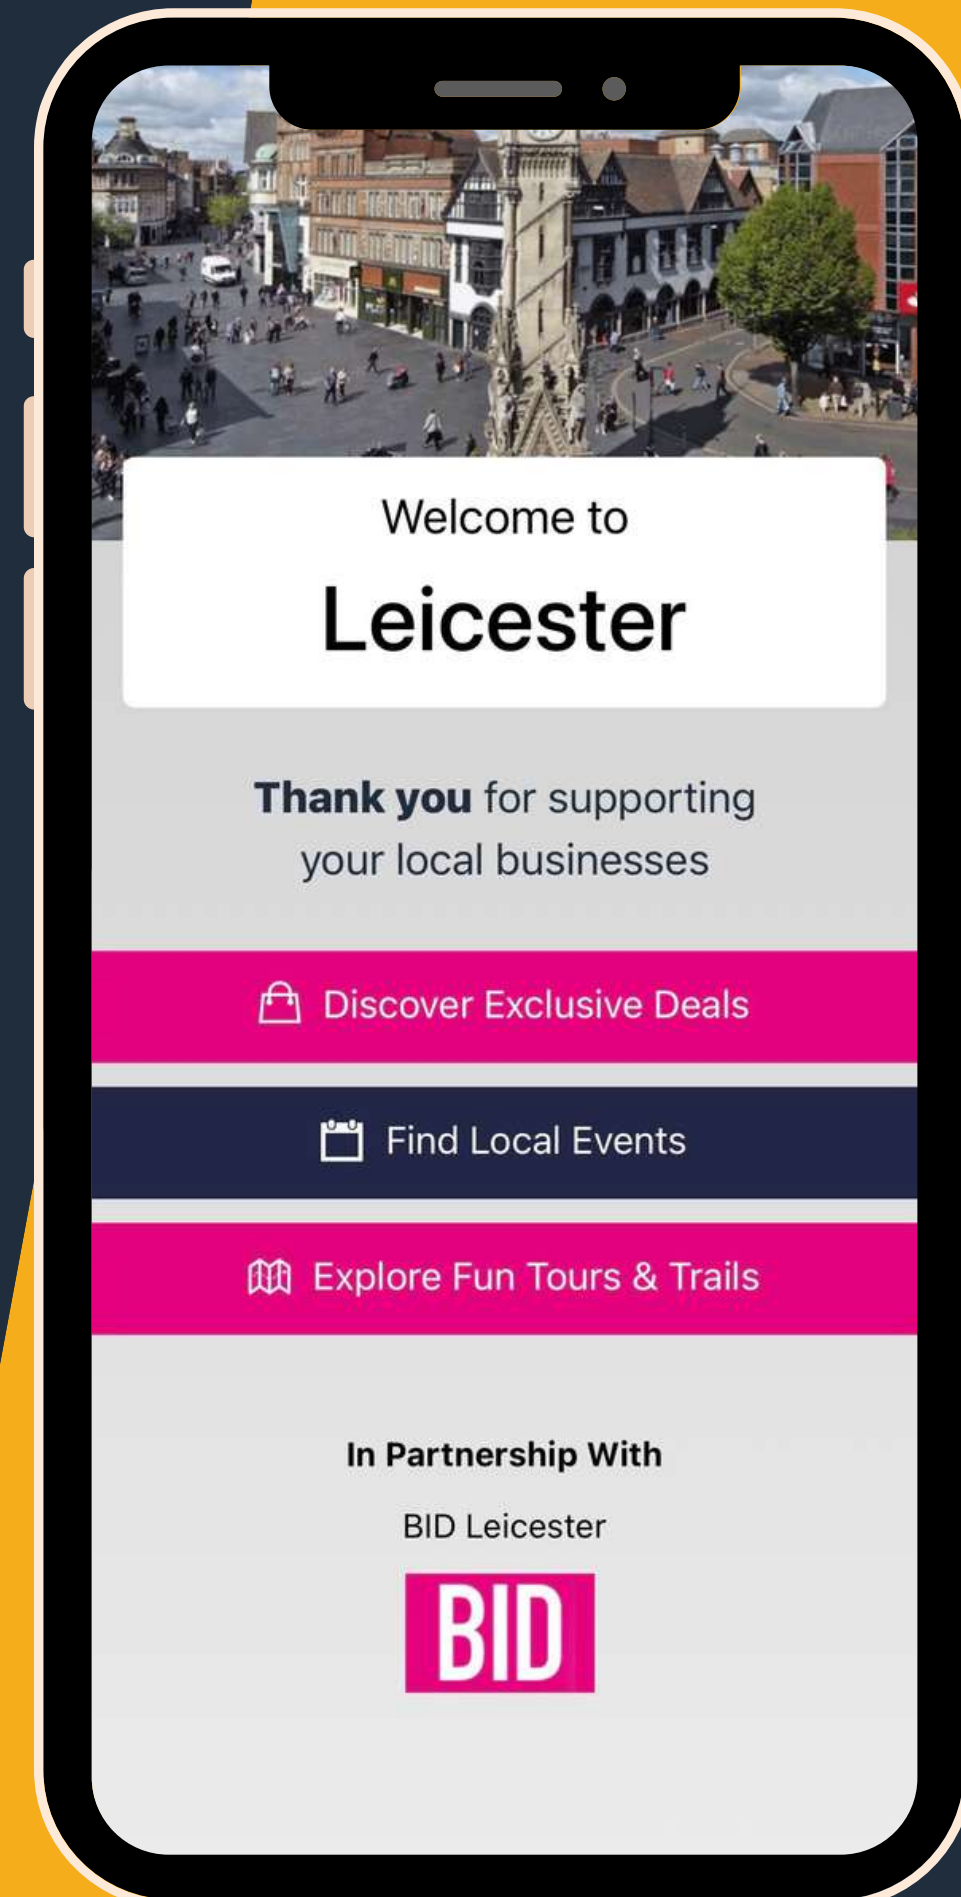 Welcome to
Leicester
Thank you for supporting
your local businesses
Discover Exclusive Deals
Find Local Events
Explore Fun Tours & Trails
In Partnership With
BID Leicester
BID